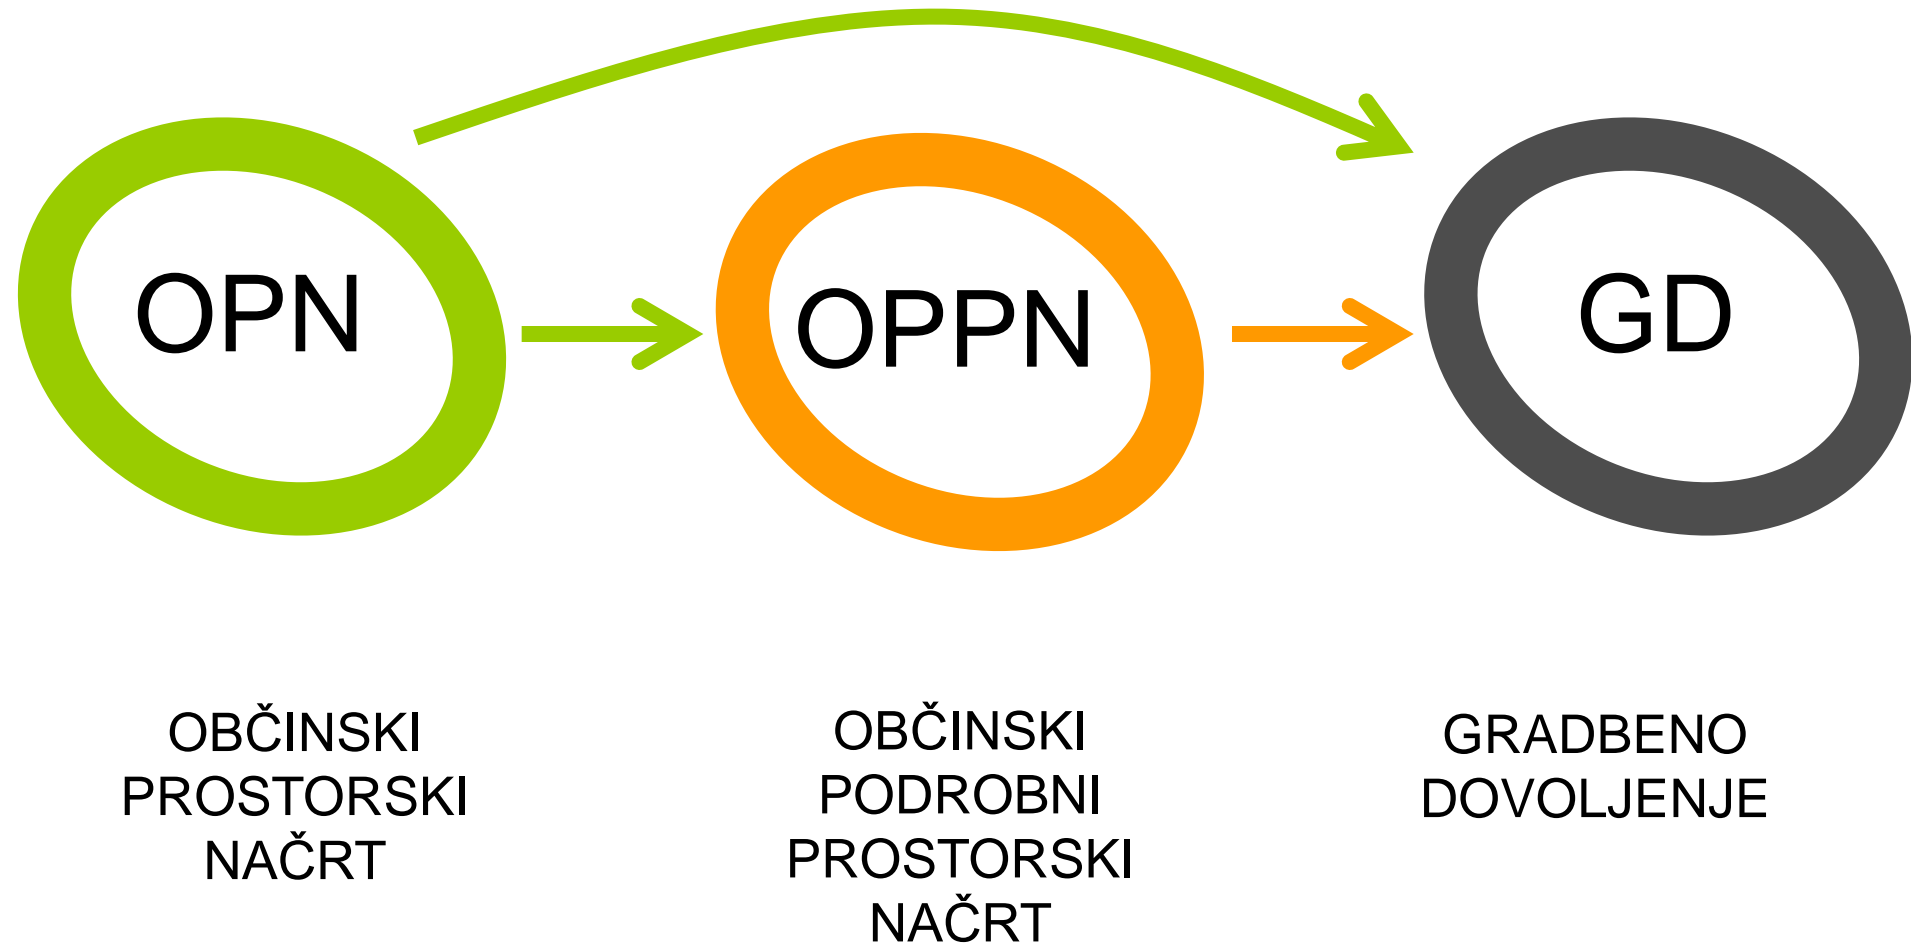 OPN
OPPN
GD
OBČINSKI
PROSTORSKI
NAČRT
OBČINSKI
PODROBNI
PROSTORSKI
NAČRT
GRADBENO
DOVOLJENJE